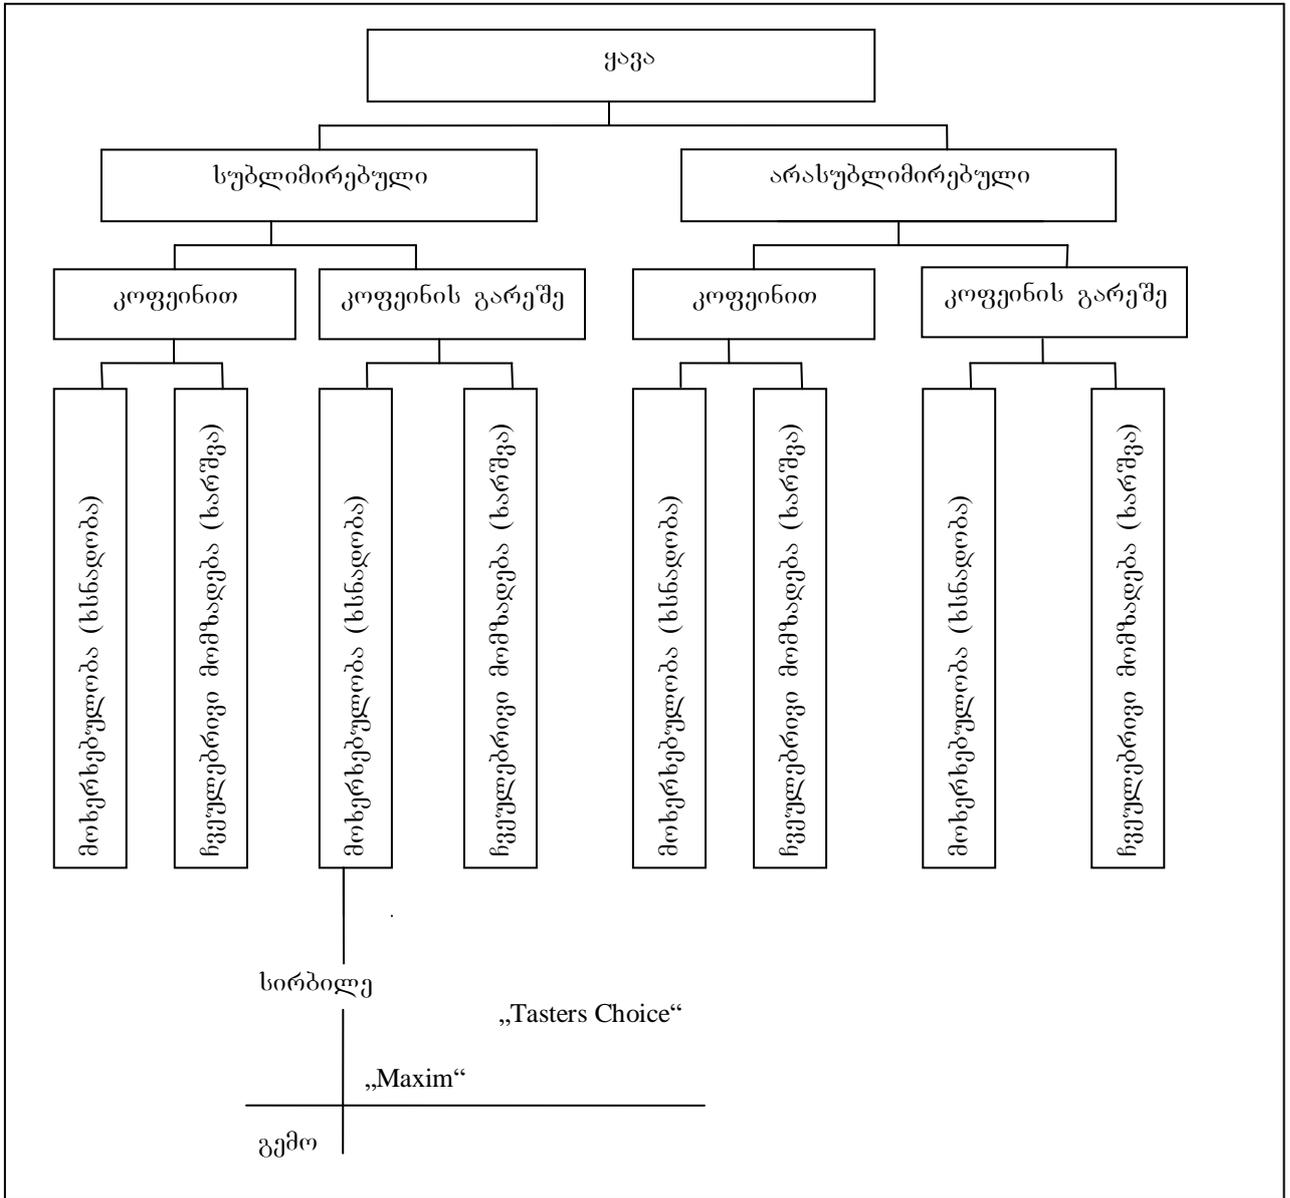 ყავა
სუბლიმირებული
არასუბლიმირებული
კოფეინით
კოფეინის გარეშე
კოფეინით
კოფეინის გარეშე
მოხერხებულობა (ხსნადობა)
ჩვეულებრივი მომზადება (ხარშვა)
მოხერხებულობა (ხსნადობა)
ჩვეულებრივი მომზადება (ხარშვა)
მოხერხებულობა (ხსნადობა)
ჩვეულებრივი მომზადება (ხარშვა)
მოხერხებულობა (ხსნადობა)
ჩვეულებრივი მომზადება (ხარშვა)
სირბილე
„Tasters Choice“
„Maxim“
გემო